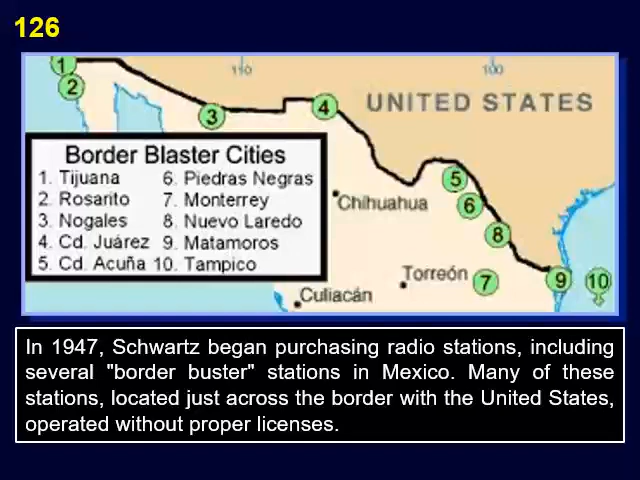 126
110
100
1
2
3
4
UNITED STATES
Border Blaster Cities
1. Tijuana 6. Piedras Negras
2. Rosarito 7. Monterrey
3. Nogales 8. Nuevo Laredo
4. Cd. Juárez 9. Matamoros
5. Cd. Acuña 10. Tampico
5
6
Chihuahua
8
Torreón
7
9
10
Culiacán
In 1947, Schwartz began purchasing radio stations, including
several "border buster" stations in Mexico. Many of these
stations, located just across the border with the United States,
operated without proper licenses.